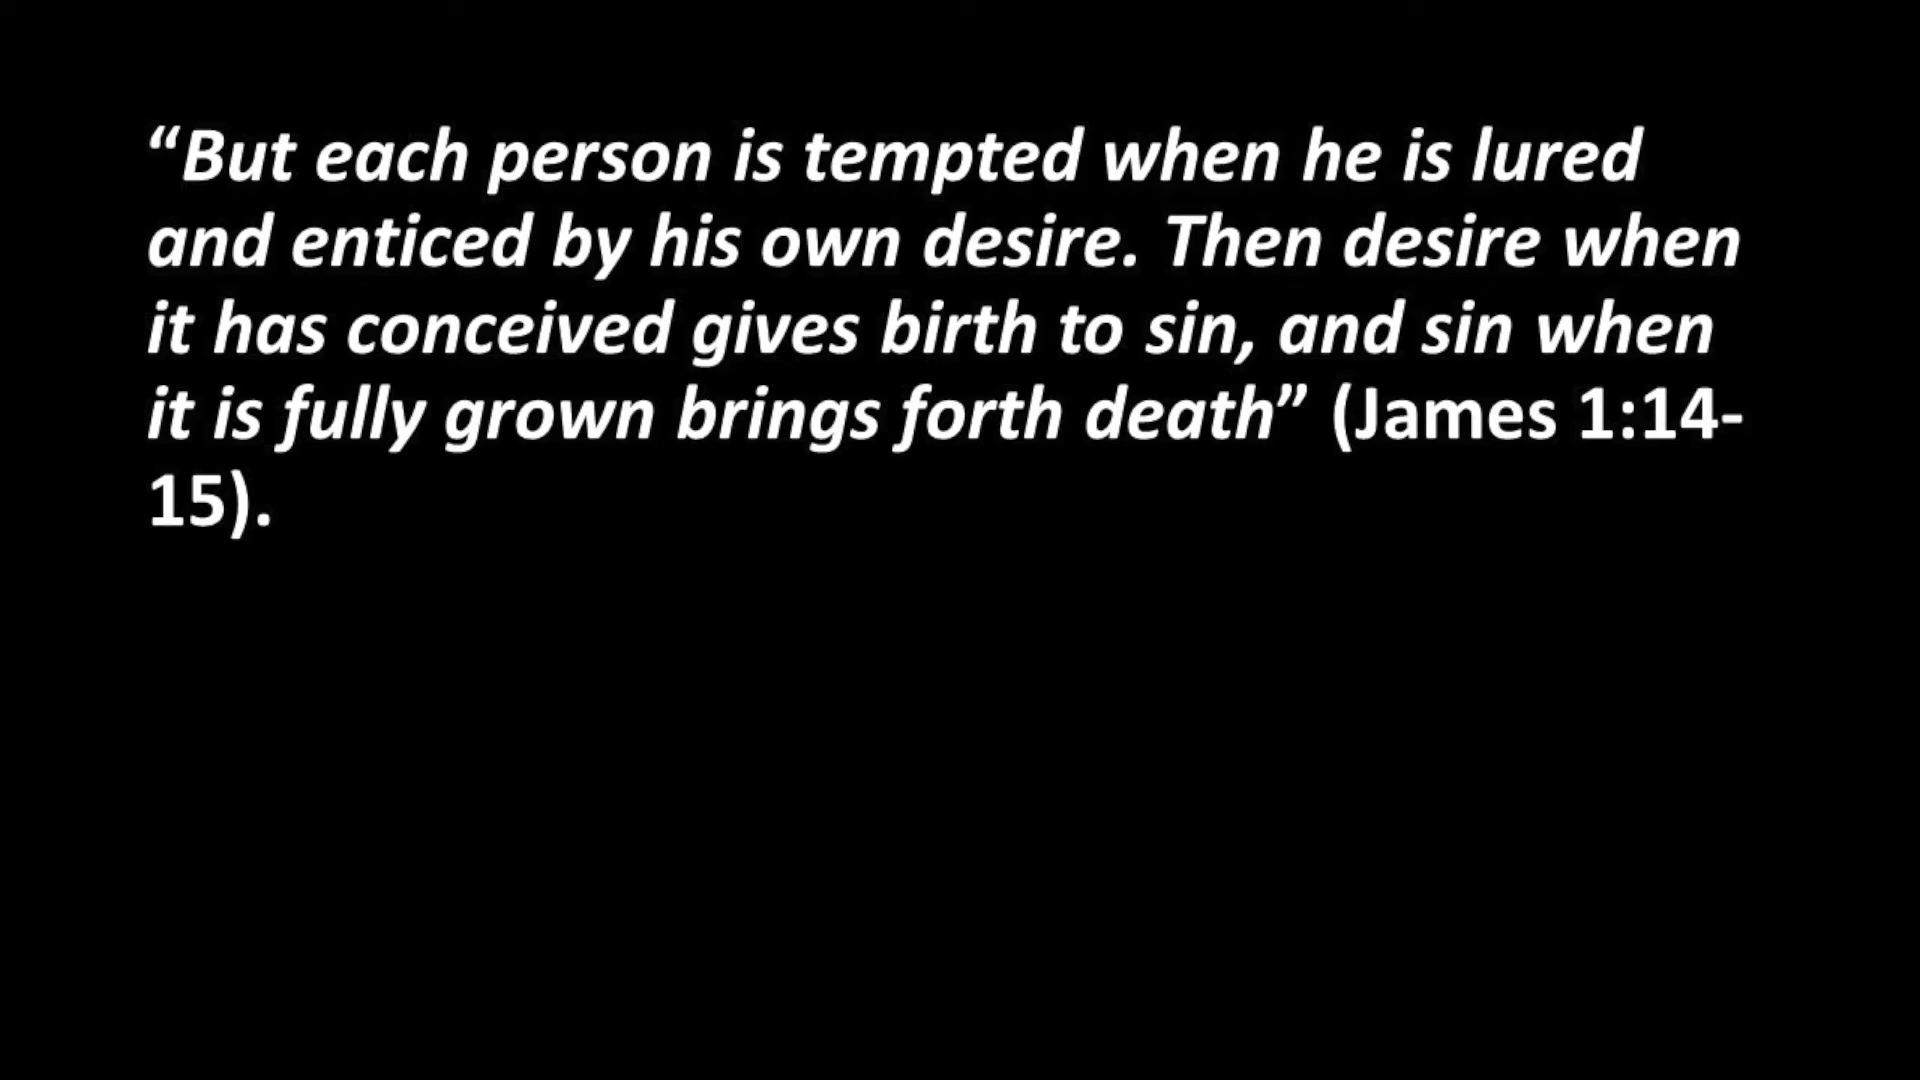 “But each person is tempted when he is lured
and enticed by his own desire. Then desire when
it has conceived gives birth to sin, and sin when
it is fully grown brings forth death” (James 1:14-
15).